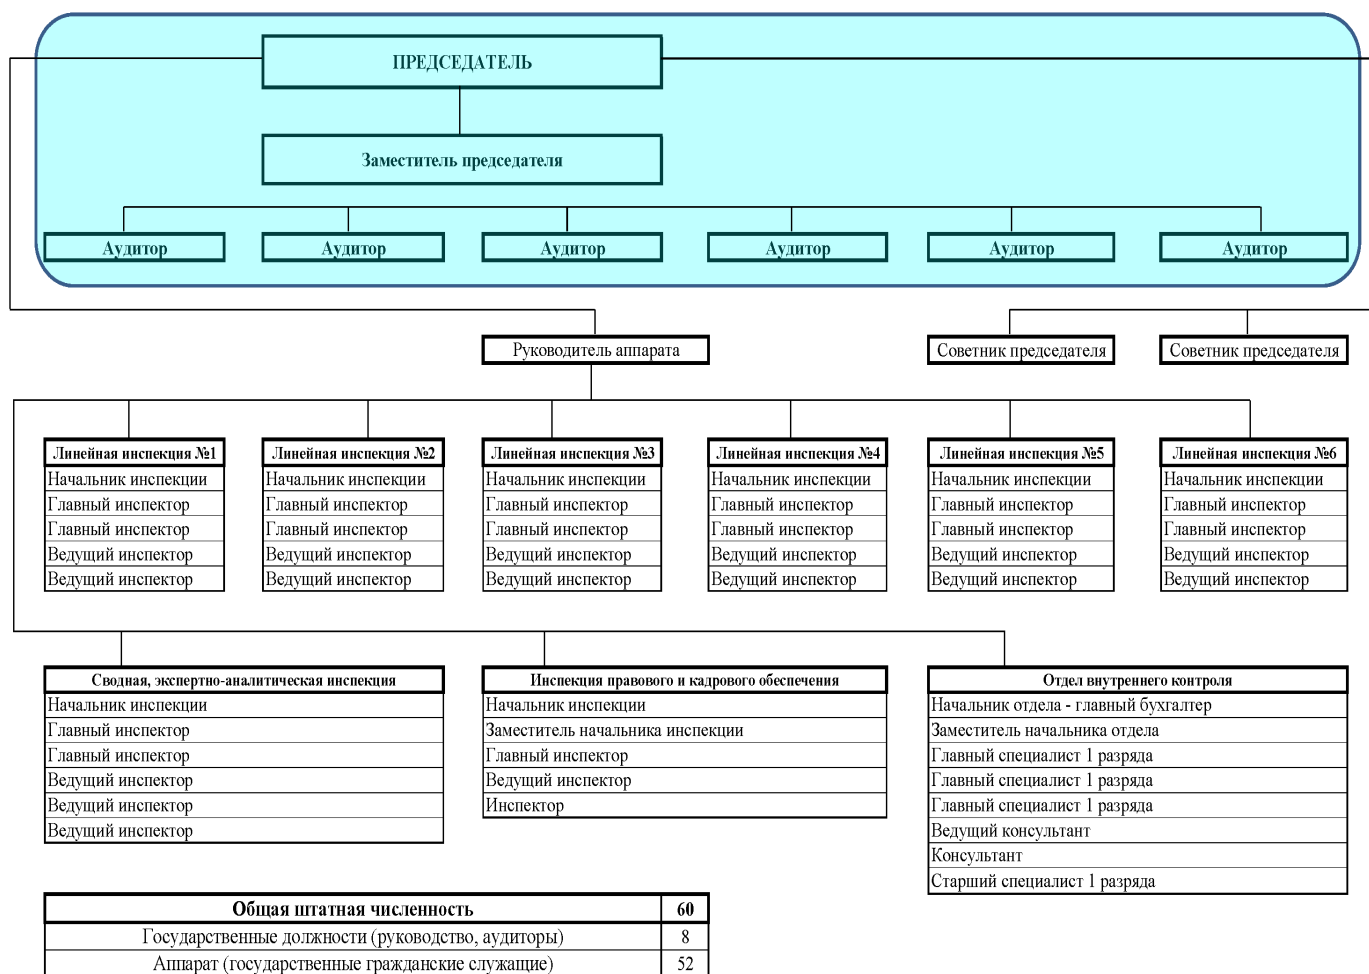 ПРЕДСЕДАТЕЛЬ
Заместитель председателя
Аудитор Аудитор Аудитор Аудитор Аудитор Аудитор
Руководитель аппарата Советник председателя Советник председателя
Линейная инспекция №1 Линейная инспекция №2 Линейная инспекция №3 Линейная инспекция №4 Линейная инспекция №5 Линейная инспекция №6
Начальник инспекции Начальник инспекции Начальник инспекции Начальник инспекции Начальник инспекции Начальник инспекции
Главный инспектор Главный инспектор Главный инспектор Главный инспектор Главный инспектор Главный инспектор
Главный инспектор Главный инспектор Главный инспектор Главный инспектор Главный инспектор Главный инспектор
Ведущий инспектор Ведущий инспектор Ведущий инспектор Ведущий инспектор Ведущий инспектор Ведущий инспектор
Ведущий инспектор Ведущий инспектор Ведущий инспектор Ведущий инспектор Ведущий инспектор Ведущий инспектор
Сводная, экспертно-аналитическая инспекция
Начальник инспекции
Главный инспектор
Главный инспектор
Ведущий инспектор
Ведущий инспектор
Ведущий инспектор
Инспекция правового и кадрового обеспечения
Начальник инспекции
Заместитель начальника инспекции
Главный инспектор
Ведущий инспектор
Инспектор
Отдел внутреннего контроля
Начальник отдела - главный бухгалтер
Заместитель начальника отдела
Главный специалист 1 разряда
Главный специалист 1 разряда
Главный специалист 1 разряда
Ведущий консультант
Консультант
Старший специалист 1 разряда
Общая штатная численность 60
Государственные должности (руководство, аудиторы) 8
Аппарат (государственные гражданские служащие) 52